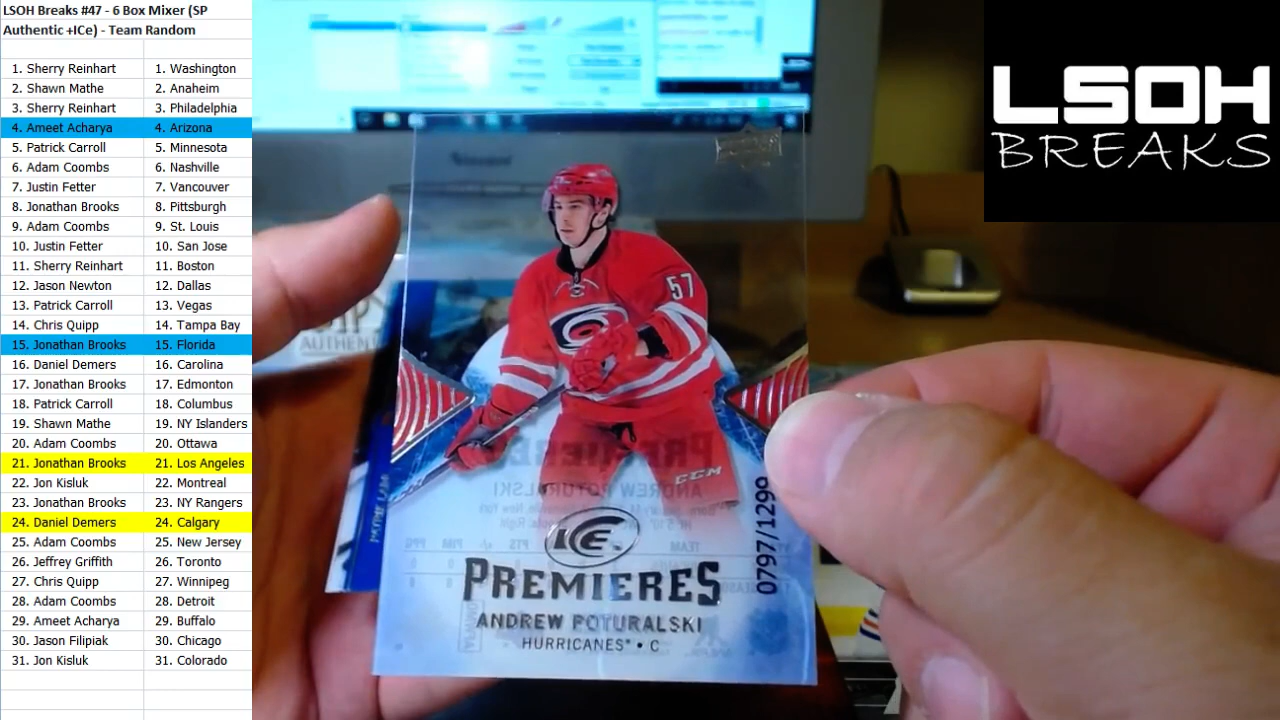 LSOH Breaks #47 - 6 Box Mixer (SP
Authentic +ICe) - Team Random
1. Sherry Reinhart 1. Washington
2. Shawn Mathe 2. Anaheim
3. Sherry Reinhart 3. Philadelphia
4. Ameet Acharya 4. Arizona
5. Patrick Carroll 5. Minnesota
6. Adam Coombs 6. Nashville
7. Justin Fetter 7. Vancouver
8. Jonathan Brooks 8. Pittsburgh
9. Adam Coombs 9. St. Louis
10. Justin Fetter 10. San Jose
11. Sherry Reinhart 11. Boston
12. Jason Newton 12. Dallas
13. Patrick Carroll 13. Vegas
14. Chris Quipp 14. Tampa Bay
15. Jonathan Brooks 15. Florida
16. Daniel Demers 16. Carolina
17. Jonathan Brooks 17. Edmonton
18. Patrick Carroll 18. Columbus
19. Shawn Mathe 19. NY Islanders
20. Adam Coombs 20. Ottawa
21. Jonathan Brooks 21. Los Angeles
22. Jon Kisluk 22. Montreal
23. Jonathan Brooks 23. NY Rangers
24. Daniel Demers 24. Calgary
25. Adam Coombs 25. New Jersey
26. Jeffrey Griffith 26. Toronto
27. Chris Quipp 27. Winnipeg
28. Adam Coombs 28. Detroit
29. Ameet Acharya 29. Buffalo
30. Jason Filipiak 30. Chicago
31. Jon Kisluk 31. Colorado
LSOH
BREAKS
57
CCM
0797/1299
ICE
PREMIERES
ANDREW POTURALSKI
HURRICANES • C